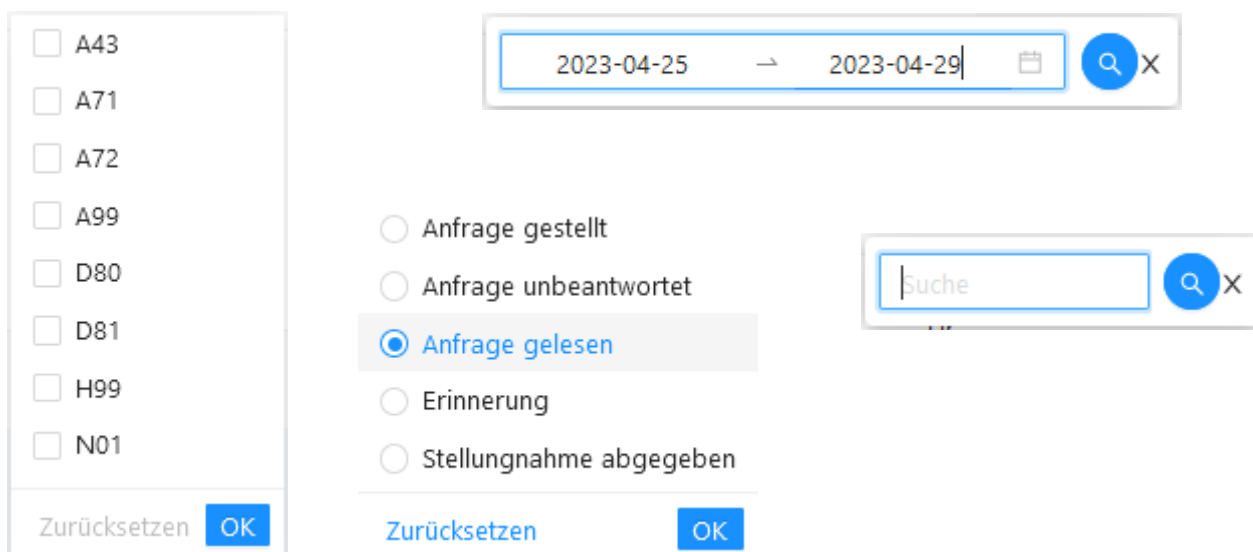 A43
A71
A72
A99
D80
D81
H99
N01
Zurücksetzen OK
2023-04-25 → 2023-04-29
X
Anfrage gestellt
Anfrage unbeantwortet
Anfrage gelesen
Erinnerung
Stellungnahme abgegeben
Zurücksetzen OK
Suche
X